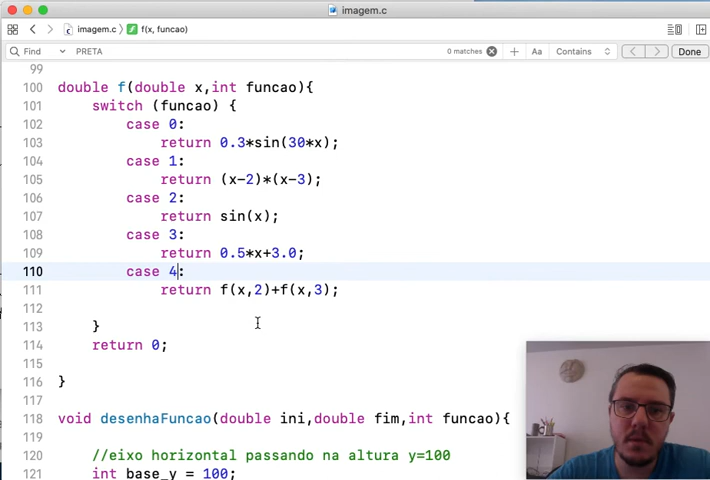 imagem.c
imagem.c f(x, funcao)
Find PRETA 0 matches Aa Contains Done
99
100 double f(double x,int funcao){
101 switch (funcao) {
102 case 0:
103 return 0.3*sin(30*x);
104 case 1:
105 return (x-2)*(x-3);
106 case 2:
107 return sin(x);
108 case 3:
109 return 0.5*x+3.0;
110 case 4:
111 return f(x,2)+f(x,3);
112
113 }
114 return 0;
115
116 }
117
118 void desenhaFuncao(double ini,double fim,int funcao){
119
120 //eixo horizontal passando na altura y=100
121 int base_y = 100;